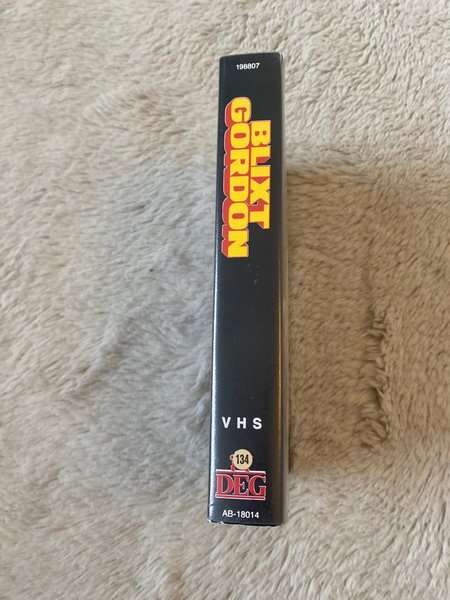 198807
BLIXT
GORDON
VHS
134
DEG
AB-18014